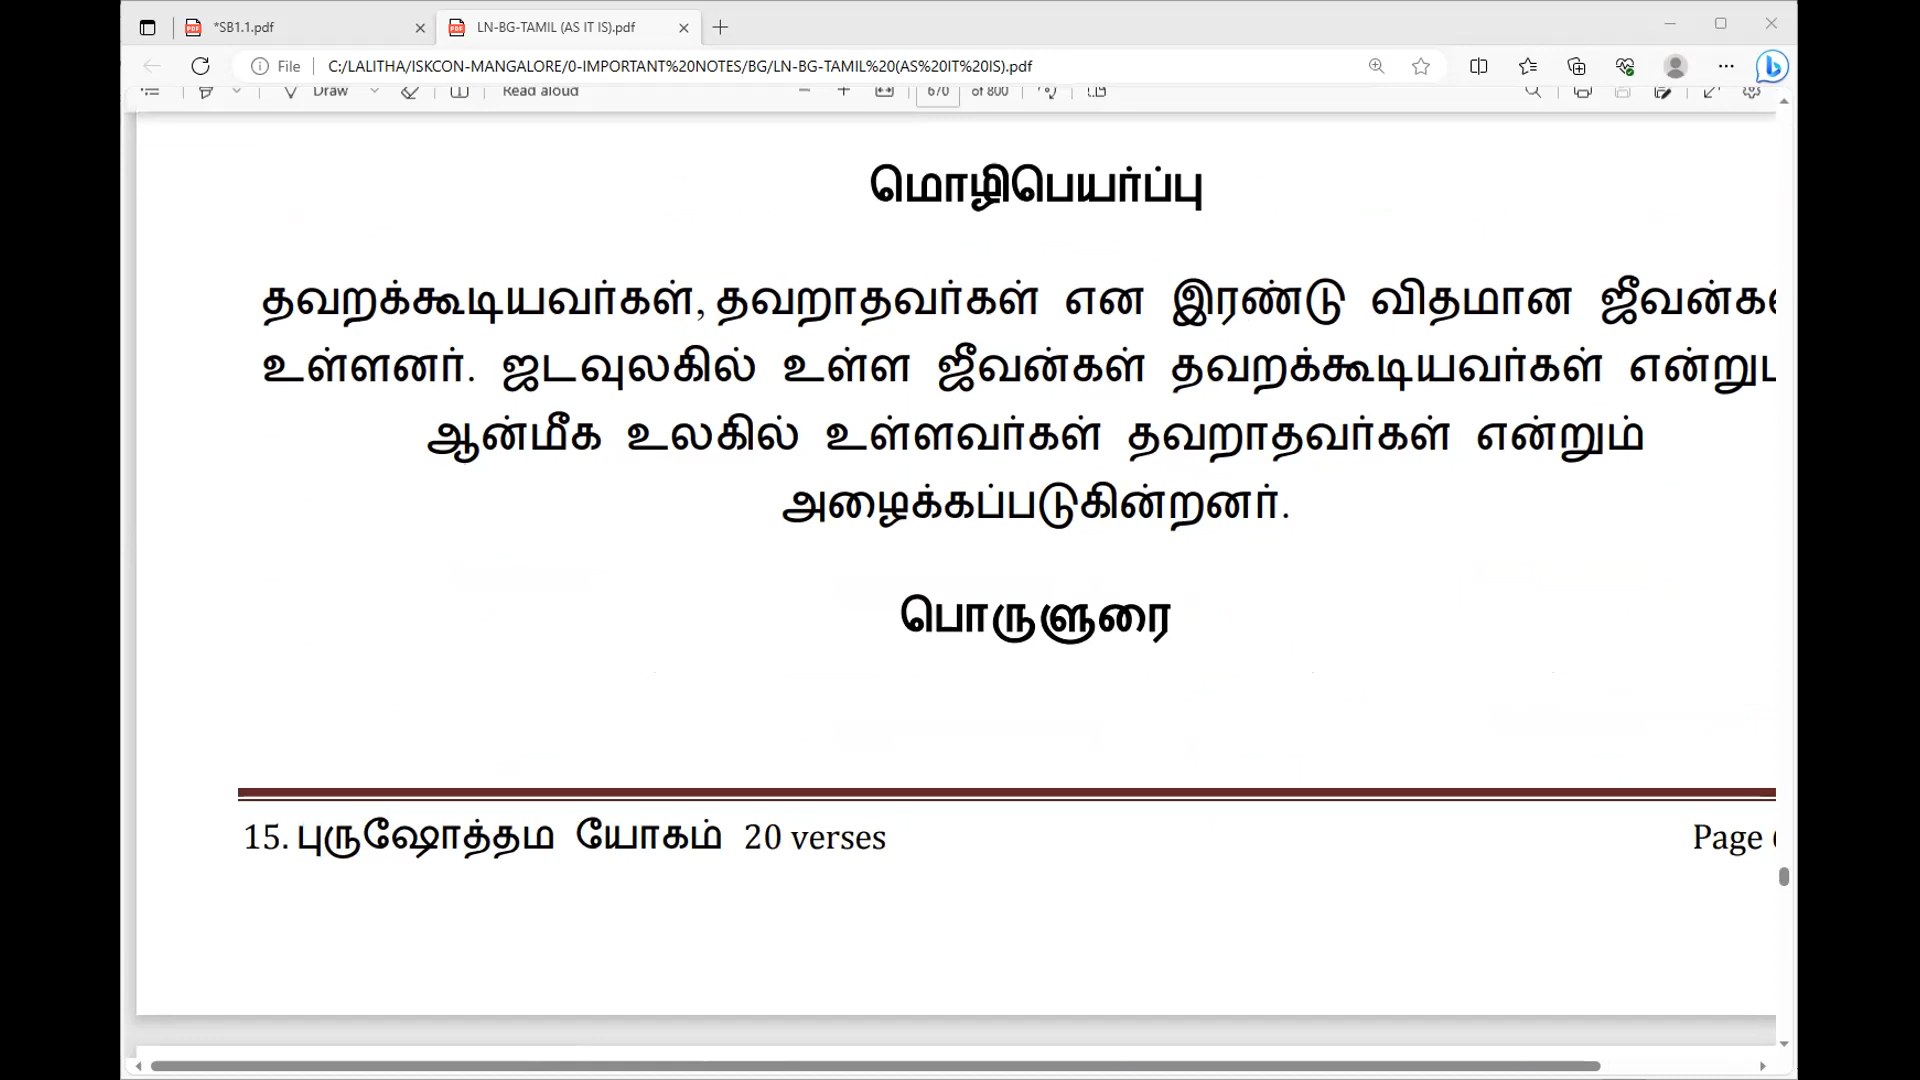 *SB1.1.pdf
LN-BG-TAMIL (AS IT IS).pdf
File
C:/LALITHA/ISKCON-MANGALORE/0-IMPORTANT%20NOTES/BG/LN-BG-TAMIL%20(AS%20IT%20IS).pdf
Draw
Read aloud
670 of 800
மொழிபெயர்ப்பு
தவறக்கூடியவர்கள், தவறாதவர்கள் என இரண்டு விதமான
உள்ளனர். ஜடவுலகில் உள்ள ஜீவன்கள் தவறக்கூடியவர்கள்
ஆன்மீக உலகில் உள்ளவர்கள் தவறாதவர்கள் என்றும்
அழைக்கப்படுகின்றனர்.
பொருளுரை
15. புருஷோத்தம யோகம் 20 verses
Page